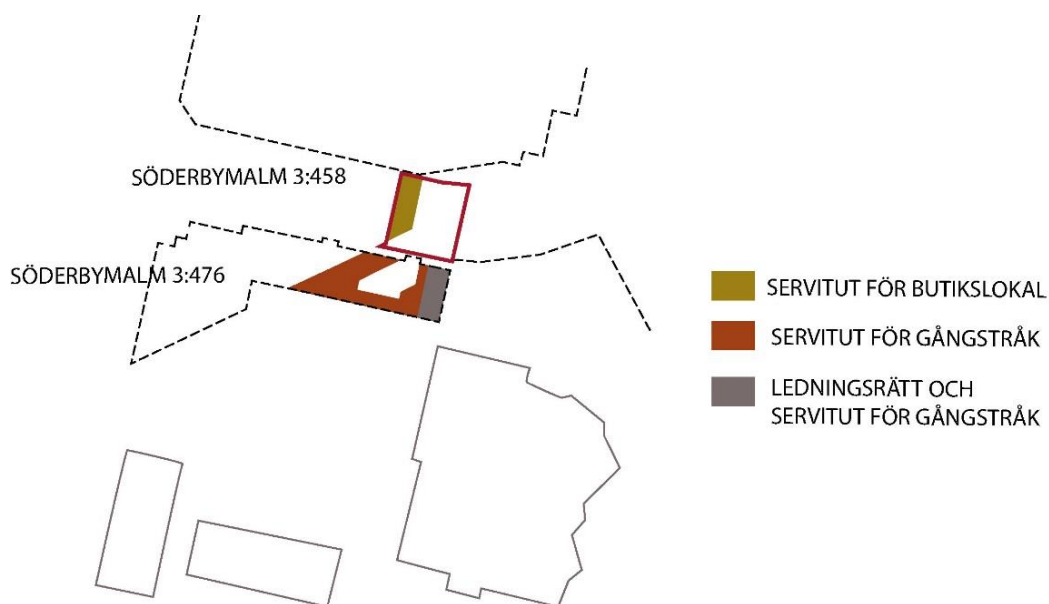 SÖDERBYMALM 3:458
SÖDERBYMALM 3:476
SERVITUT FÖR BUTIKSLOKAL
SERVITUT FÖR GÅNGSTRÅK
LEDNINGSRÄTT OCH
SERVITUT FÖR GÅNGSTRÅK